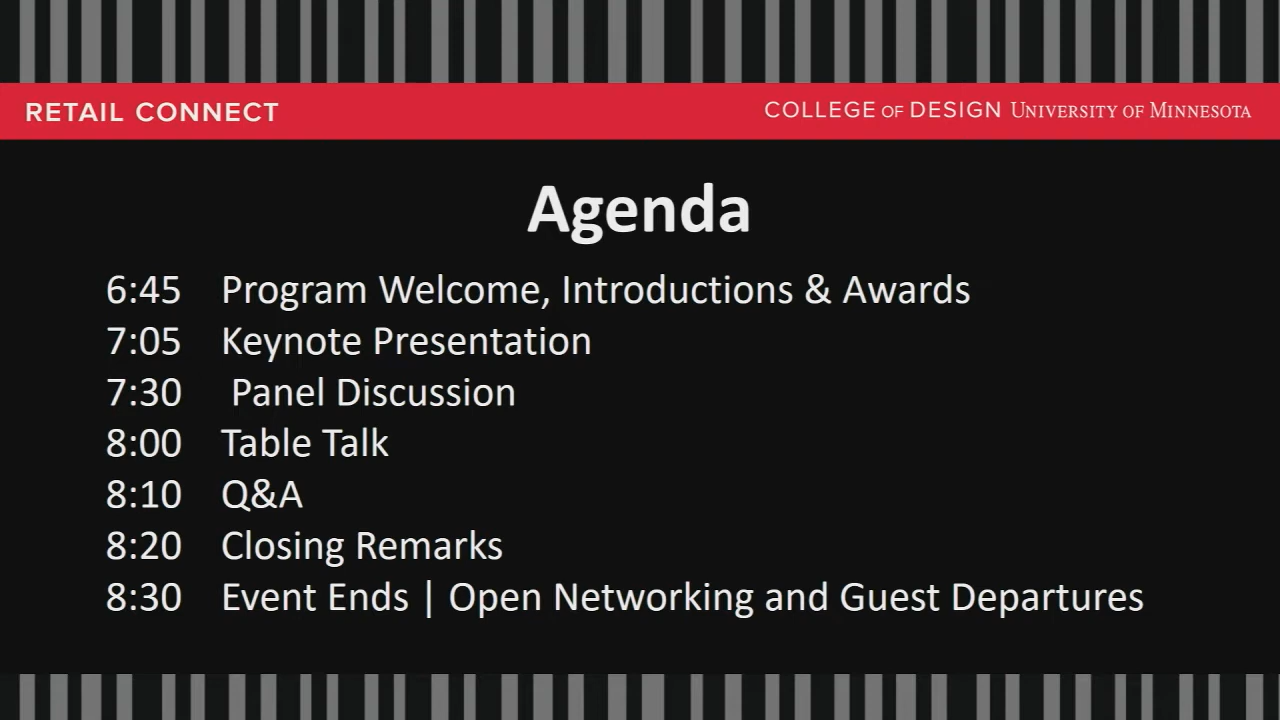 RETAIL CONNECT
COLLEGE OF DESIGN UNIVERSITY OF MINNESOTA
Agenda
6:45 Program Welcome, Introductions & Awards
7:05 Keynote Presentation
7:30 Panel Discussion
8:00 Table Talk
8:10 Q&A
8:20 Closing Remarks
8:30 Event Ends | Open Networking and Guest Departures